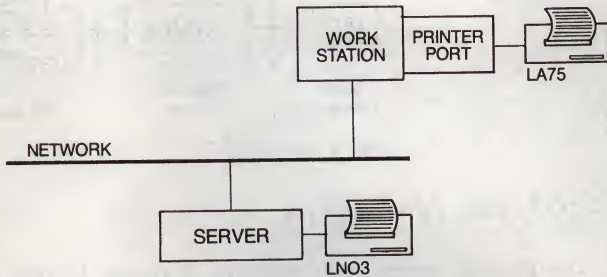 WORK
STATION
PRINTER
PORT
LA75
NETWORK
SERVER
LNO3